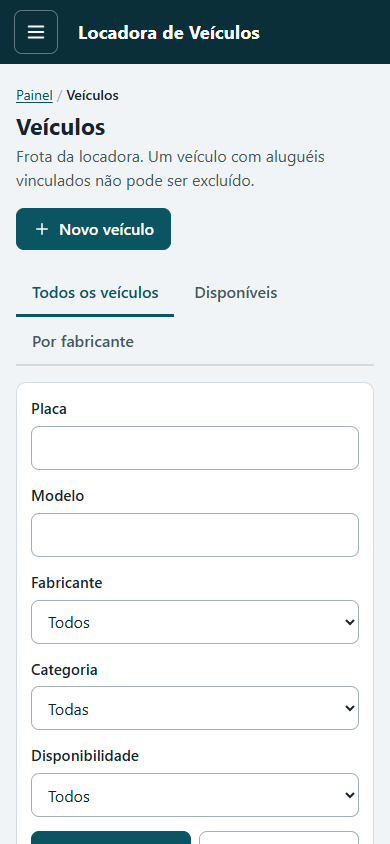 Locadora de Veículos
Painel / Veículos
Veículos
Frota da locadora. Um veículo com aluguéis
vinculados não pode ser excluído.
+ Novo veículo
Todos os veículos Disponíveis
Por fabricante
Placa
Modelo
Fabricante
Todos
Categoria
Todas
Disponibilidade
Todos